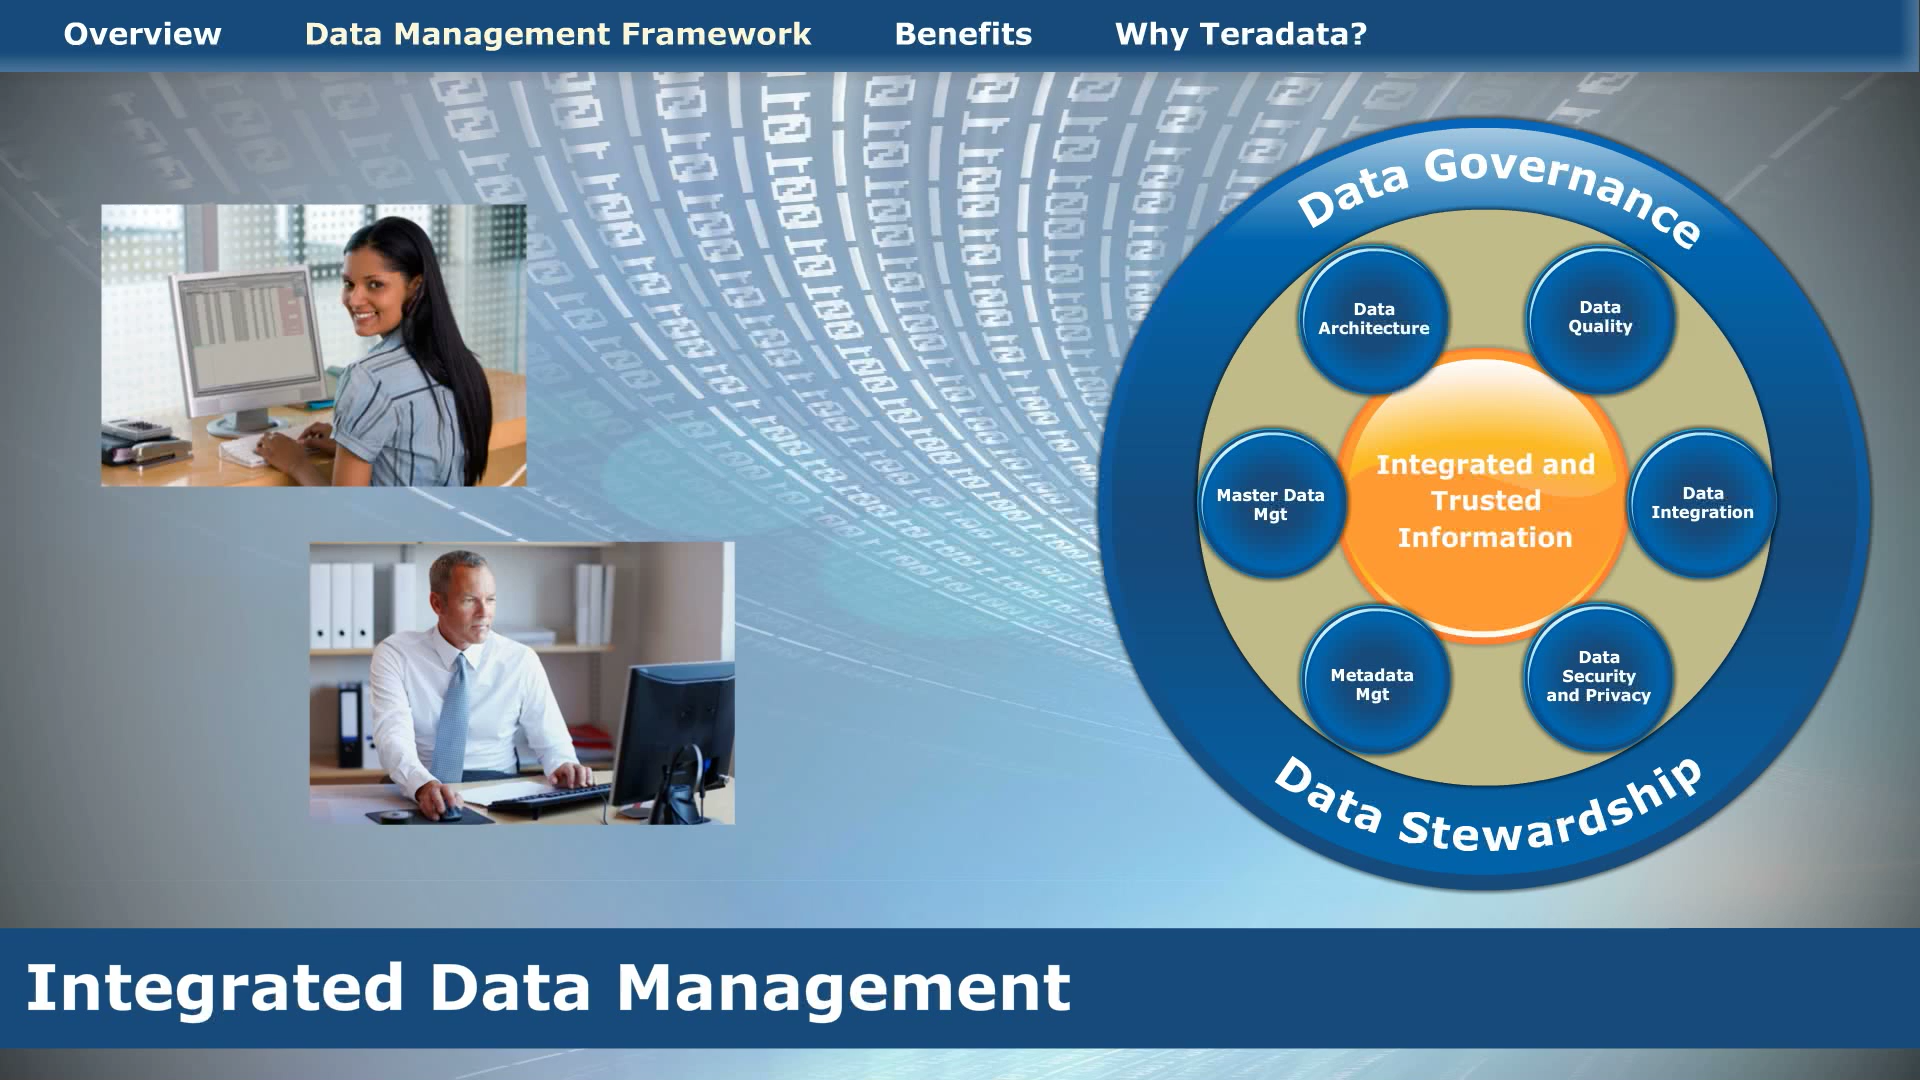 Overview
Data Management Framework
Benefits
Why Teradata?
Data Governance
Data
Architecture
Data
Quality
Master Data
Mgt
Integrated and
Trusted
Information
Data
Integration
Metadata
Mgt
Data
Security
and Privacy
Data Stewardship
Integrated Data Management